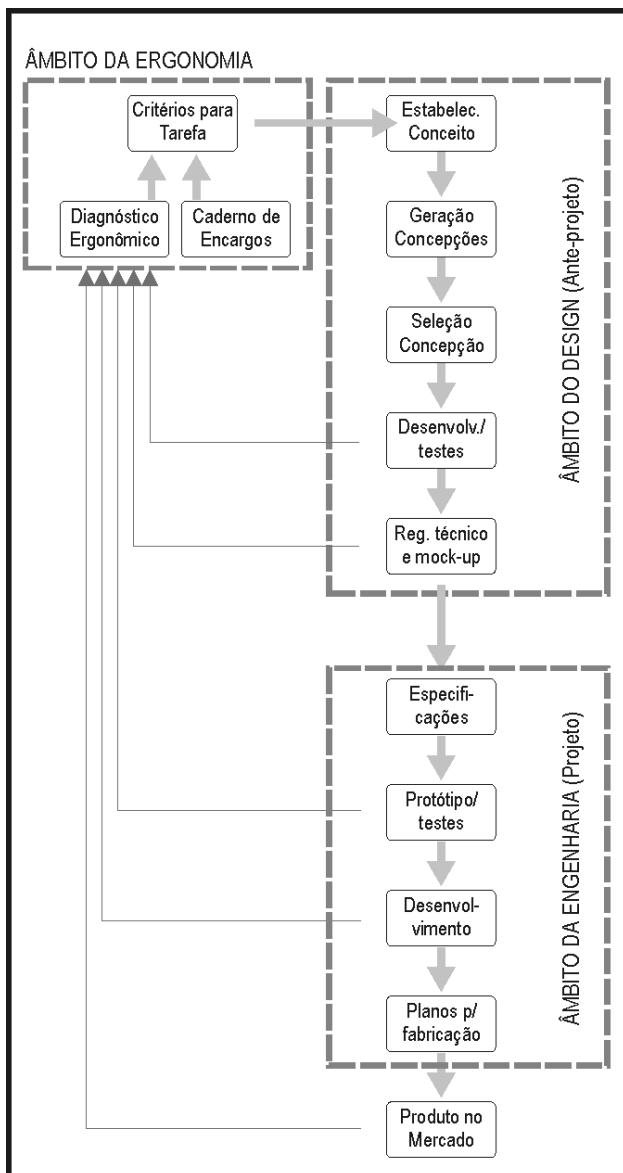 ÂMBITO DA ERGONOMIA
Critérios para
Tarefa
Diagnóstico
Ergonômico
Caderno de
Encargos
Estabelec.
Conceito
Geração
Concepções
Seleção
Concepção
Desenvolv./
testes
Reg. técnico
e mock-up
ÂMBITO DO DESIGN (Ante-projeto)
Especifi-
cações
Protótipo/
testes
Desenvol-
vimento
Planos p/
fabricação
ÂMBITO DA ENGENHARIA (Projeto)
Produto no
Mercado